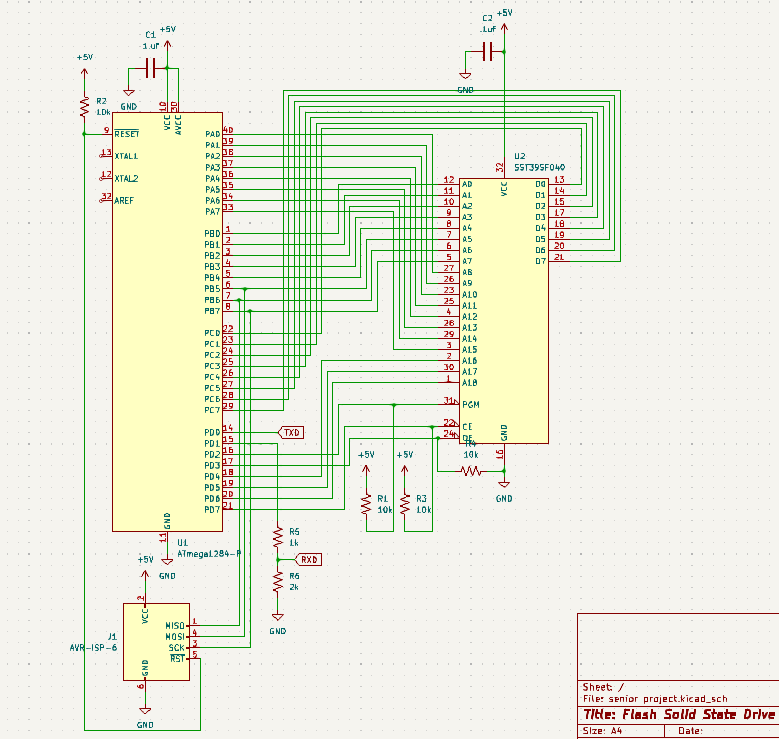 C1
.1uf
+5V
C2
.1uf
+5V
+5V
R2
10k
GND
GND
10
VCC
30
AVCC
9
RESET
13
XTAL1
12
XTAL2
32
AREF
PA0 40
PA1 39
PA2 38
PA3 37
PA4 36
PA5 35
PA6 34
PA7 33
PB0 1
PB1 2
PB2 3
PB3 4
PB4 5
PB5 6
PB6 7
PB7 8
PC0 22
PC1 23
PC2 24
PC3 25
PC4 26
PC5 27
PC6 28
PC7 29
PD0 14
PD1 15
PD2 16
PD3 17
PD4 18
PD5 19
PD6 20
PD7 21
GND
11
U1
ATmega1284-P
GND
U2
SST39SF040
32
VCC
12 A0
11 A1
10 A2
9 A3
8 A4
7 A5
6 A6
5 A7
27 A8
26 A9
23 A10
25 A11
4 A12
28 A13
29 A14
3 A15
2 A16
30 A17
1 A18
31 PGM
22 CE
24 OE
D0 13
D1 14
D2 15
D3 17
D4 18
D5 19
D6 20
D7 21
GND
16
GND
R4
10k
+5V
+5V
R1
10k
R3
10k
TXD
R5
1k
RXD
R6
2k
GND
+5V
2
VCC
J1
AVR-ISP-6
MISO 1
MOSI 4
SCK 3
RST 5
GND
6
GND
Sheet: /
File: senior project.kicad_sch
Title: Flash Solid State Drive
Size: A4
Date: